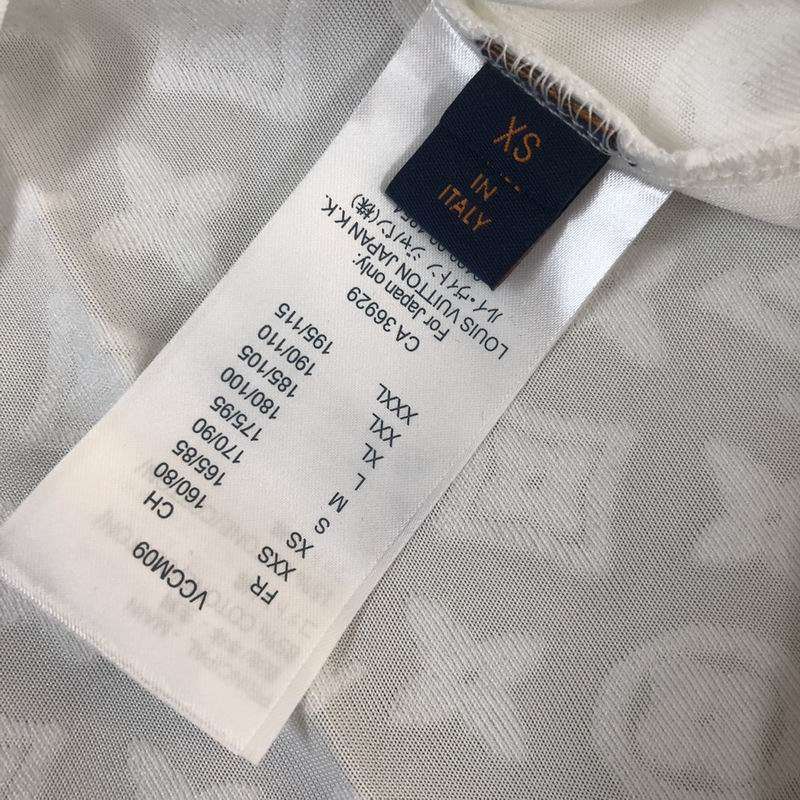 XS
IN
ITALY
VCCM09
FR CH
XXS 160/80
XS 165/85
S 170/90
M 175/95
L 180/100
XL 185/105
XXL 190/110
XXXL 195/115
CA 36929
For Japan only:
LOUIS VUITTON JAPAN K.K.
ルイ・ヴィトン ジャパン(株)